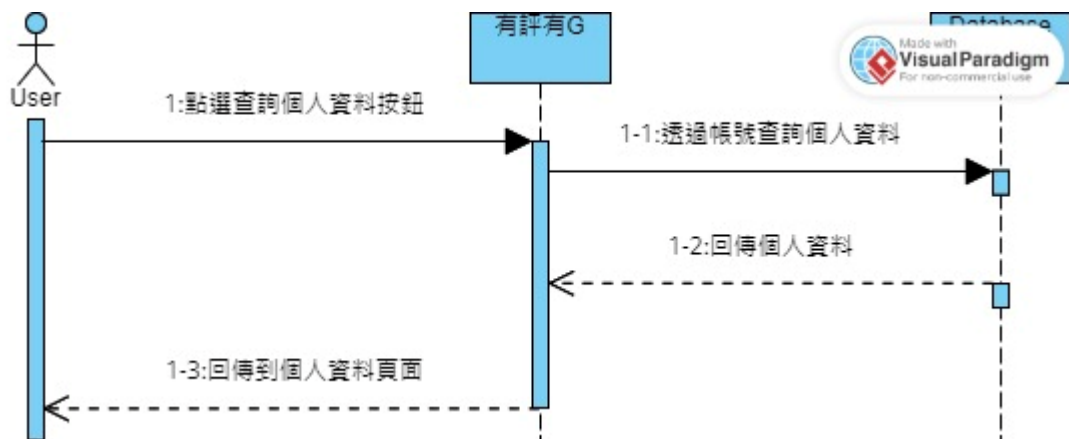 有評有G
Database
Made with
Visual Paradigm
For non-commercial use
User
1:點選查詢個人資料按鈕
1-1:透過帳號查詢個人資料
1-2:回傳個人資料
1-3:回傳到個人資料頁面